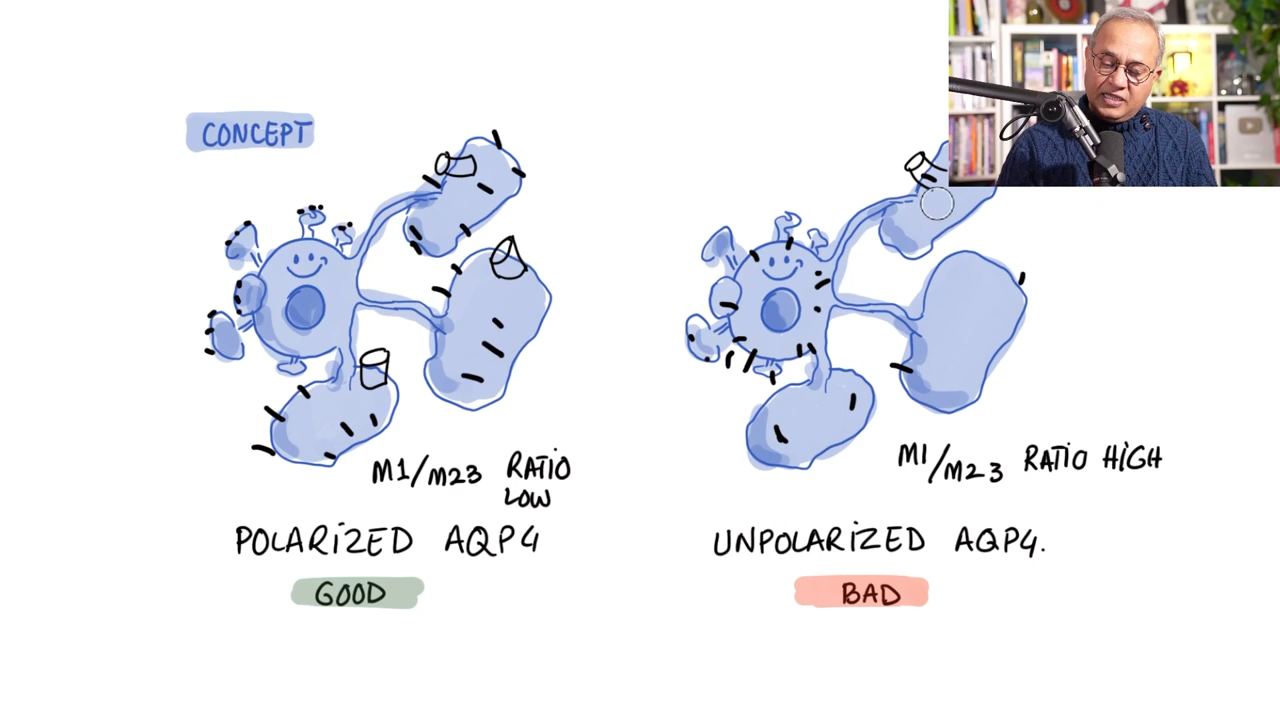 CONCEPT
M1/M23 RATIO
LOW
POLARIZED AQP4
GOOD
M1/M23 RATIO HIGH
UNPOLARIZED AQP4.
BAD